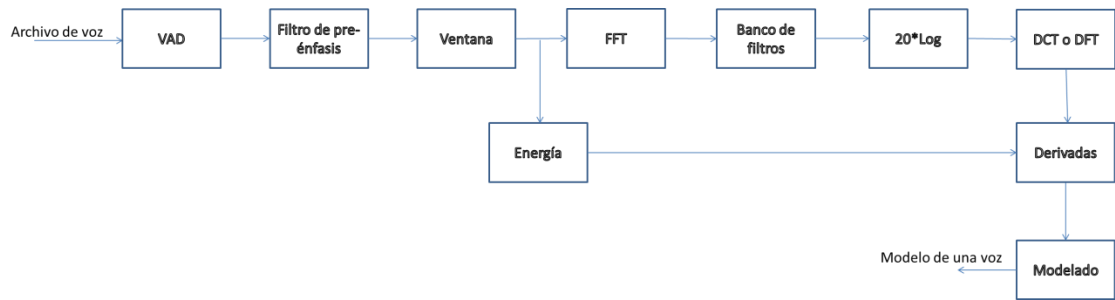 Archivo de voz
VAD
Filtro de pre-
énfasis
Ventana
FFT
Banco de
filtros
20*Log
DCT o DFT
Energía
Derivadas
Modelo de una voz
Modelado